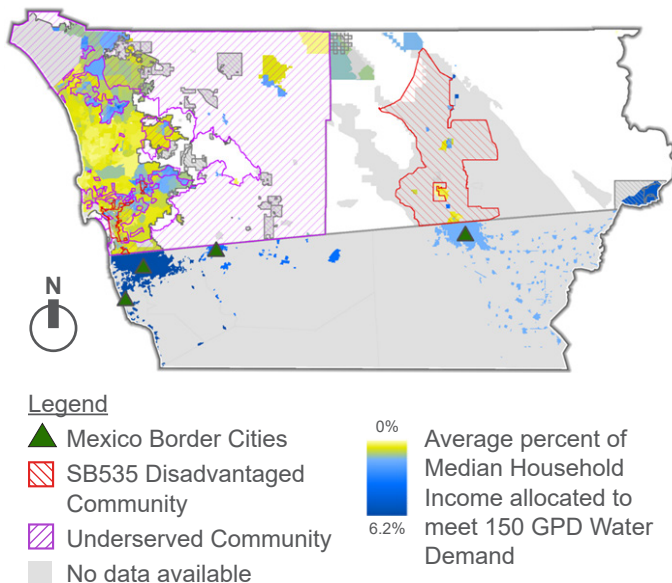 N
Legend
Mexico Border Cities
SB535 Disadvantaged
Community
Underserved Community
No data available
0%
6.2%
Average percent of
Median Household
Income allocated to
meet 150 GPD Water
Demand